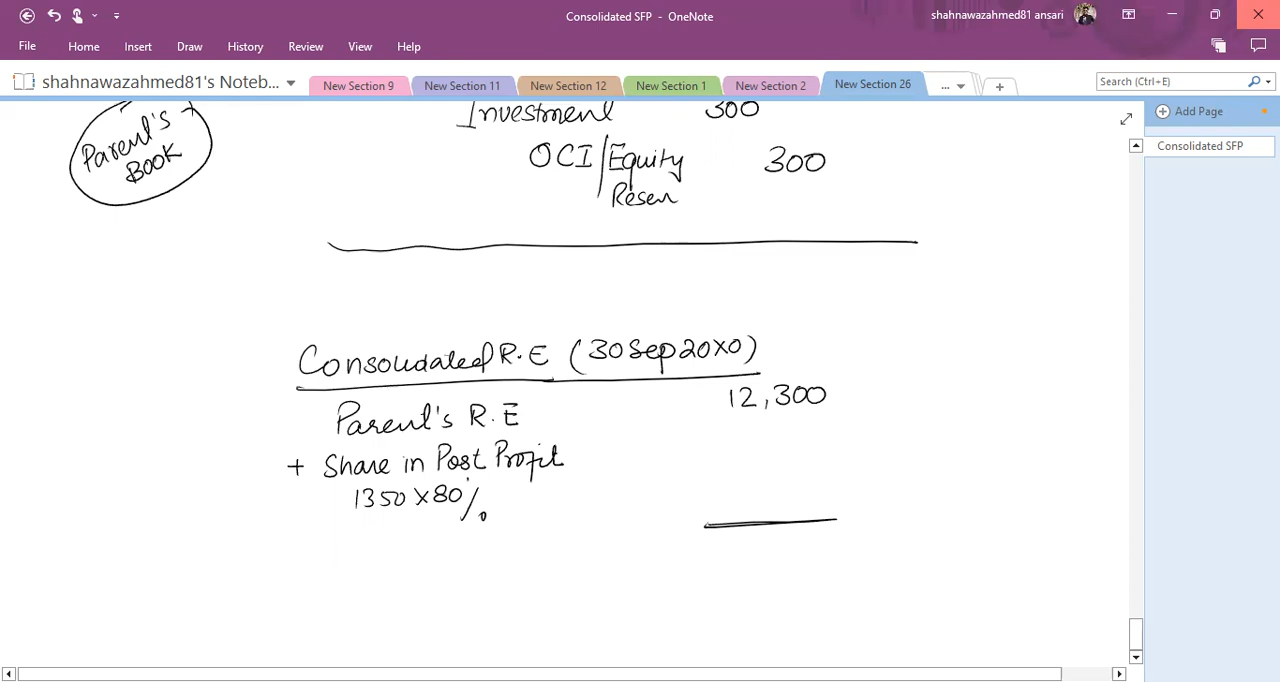 Consolidated SFP - OneNote
shahnawazahmed81 ansari
File Home Insert Draw History Review View Help
shahnawazahmed81's Noteb...
New Section 9
New Section 11
New Section 12
New Section 1
New Section 2
New Section 26
...
Search (Ctrl+E)
Add Page
Consolidated SFP
Parent's
BOOK
Investment 300
OCI/Equity 300
Reser
Consolidated R.E (30 Sep 20X0)
12,300
Parent's R.E
+ Share in Post Profit
1350 X 80%